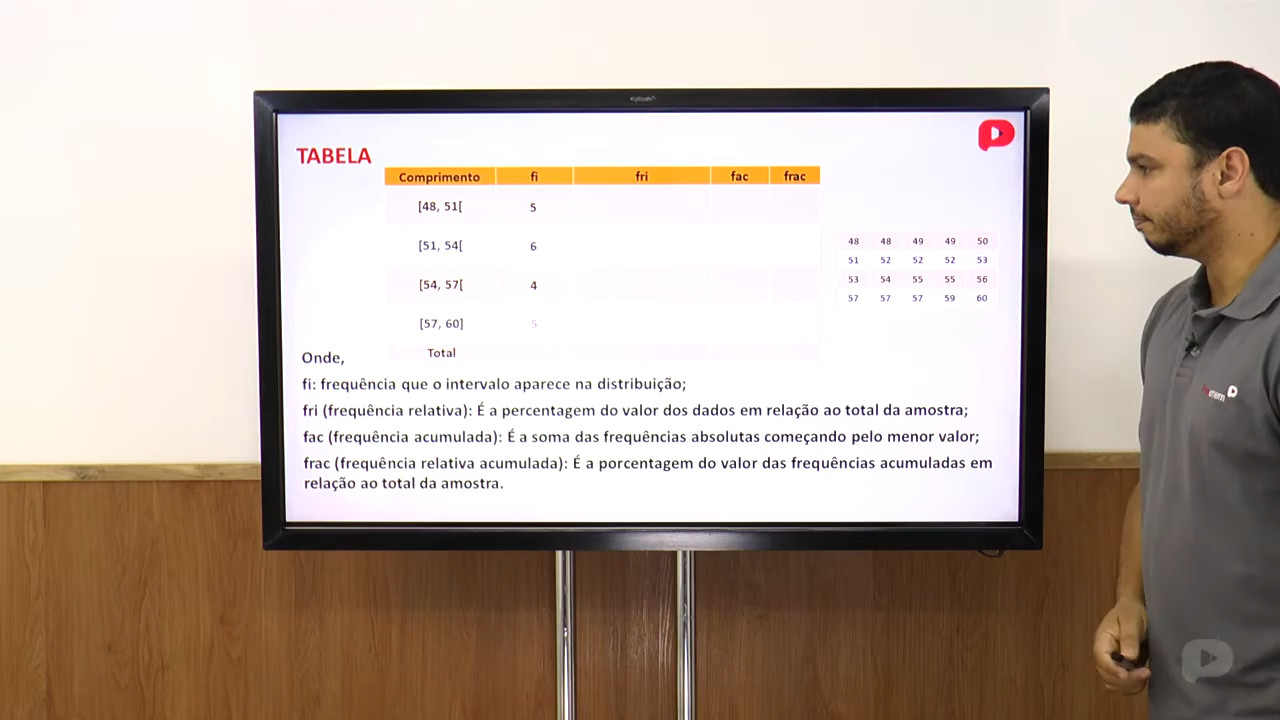 TABELA
Comprimento fi fri fac frac
[48, 51[ 5
[51, 54[ 6
[54, 57[ 4
[57, 60] 5
Total
48 48 49 49 50
51 52 52 52 53
53 54 55 55 56
57 57 57 59 60
Onde,
fi: frequência que o intervalo aparece na distribuição;
fri (frequência relativa): É a percentagem do valor dos dados em relação ao total da amostra;
fac (frequência acumulada): É a soma das frequências absolutas começando pelo menor valor;
frac (frequência relativa acumulada): É a porcentagem do valor das frequências acumuladas em
relação ao total da amostra.